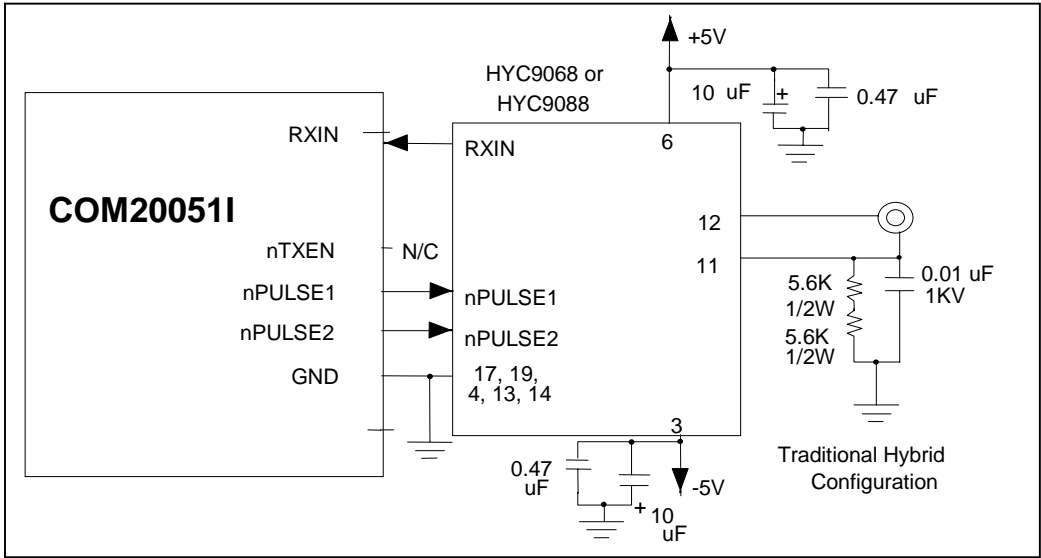 +5V
HYC9068 or
HYC9088
10 uF
+
0.47 uF
6
RXIN
RXIN
COM20051I
12
nTXEN
N/C
11
nPULSE1
nPULSE1
5.6K
1/2W
0.01 uF
1KV
nPULSE2
nPULSE2
5.6K
1/2W
GND
17, 19,
4, 13, 14
3
0.47
uF
-5V
+
10
uF
Traditional Hybrid
Configuration